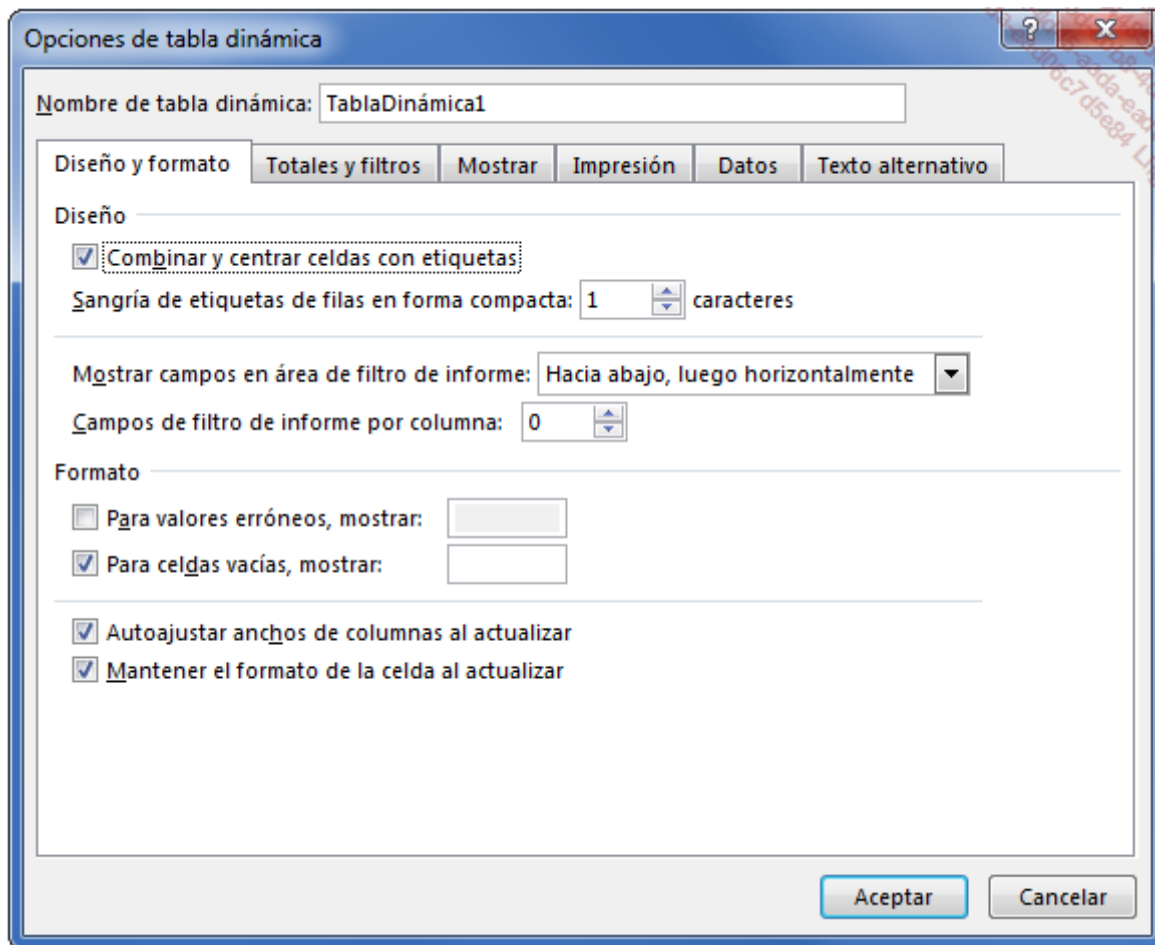 Opciones de tabla dinámica
Nombre de tabla dinámica: TablaDinámica1
Diseño y formato Totales y filtros Mostrar Impresión Datos Texto alternativo
Diseño
Combinar y centrar celdas con etiquetas
Sangría de etiquetas de filas en forma compacta: 1 caracteres
Mostrar campos en área de filtro de informe: Hacia abajo, luego horizontalmente
Campos de filtro de informe por columna: 0
Formato
Para valores erróneos, mostrar:
Para celdas vacías, mostrar:
Autoajustar anchos de columnas al actualizar
Mantener el formato de la celda al actualizar
Aceptar Cancelar